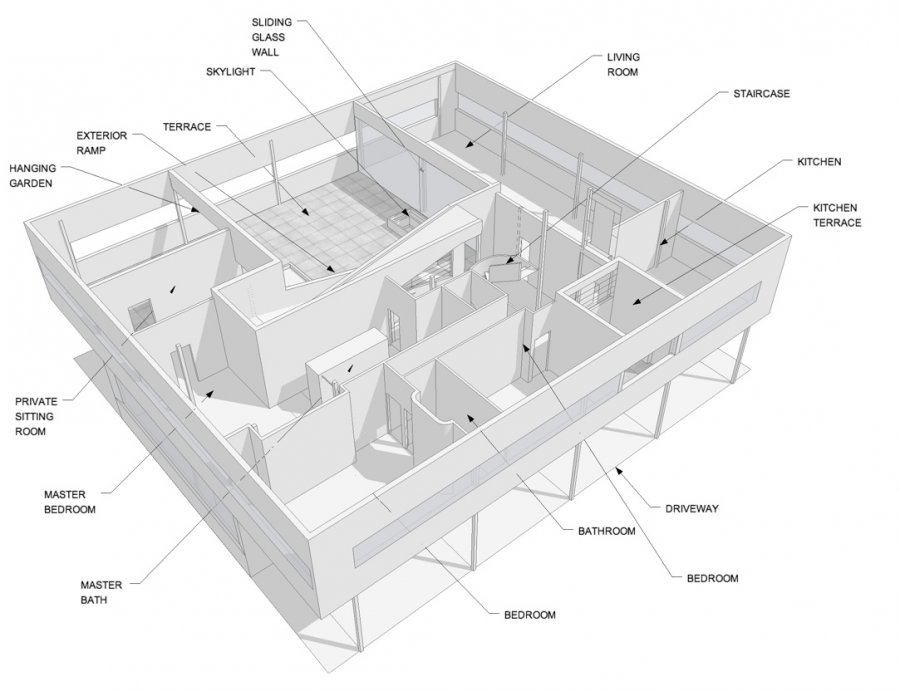 SLIDING
GLASS
WALL
LIVING
ROOM
SKYLIGHT
STAIRCASE
TERRACE
EXTERIOR
RAMP
KITCHEN
HANGING
GARDEN
KITCHEN
TERRACE
PRIVATE
SITTING
ROOM
MASTER
BEDROOM
DRIVEWAY
BATHROOM
MASTER
BATH
BEDROOM
BEDROOM